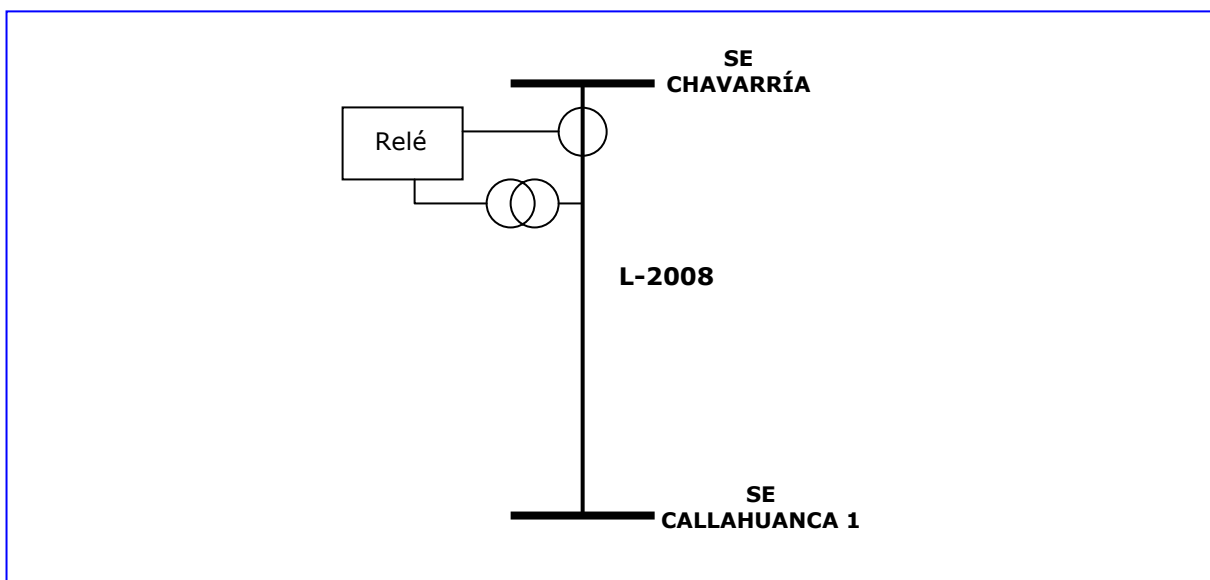 SE
CHAVARRÍA
Relé
L-2008
SE
CALLAHUANCA 1